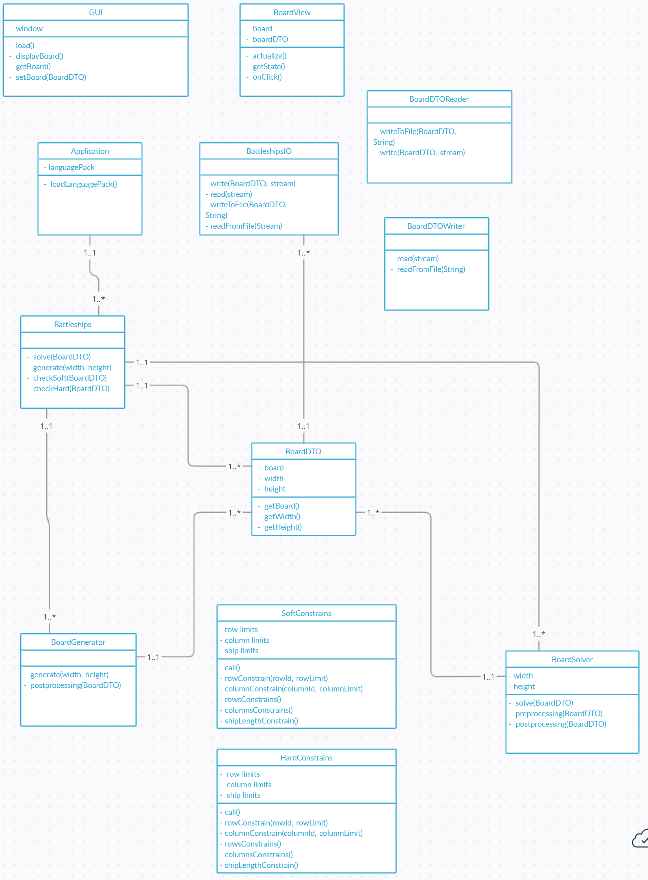 GUI
window
- load()
- displayBoard()
getBoard()
- setBoard(BoardDTO)
BoardView
board
- boardDTO
- actualize()
getState()
- onClick()
BoardDTOReader
writeToFile(BoardDTO,
String)
- write(BoardDTO, stream)
Application
- languagePack
- loadLanguagePack()
BattleshipsIO
write(BoardDTO, stream)
- read(stream)
writeToFile(BoardDTO,
String)
- readFromFile(Stream)
BoardDTOWriter
read(stream)
- readFromFile(String)
1..1
1..*
1..*
1..1
Battleships
- solve(BoardDTO)
generate(width, height)
- checkSoft(BoardDTO)
checkHard(BoardDTO)
1..1
1..1
1..1
1..*
BoardDTO
- board
- width
- height
- getBoard()
getWidth()
- getHeight()
1..*
1..*
1..*
1..*
1..1
1..1
BoardGenerator
generate(width, height)
- postprocessing(BoardDTO)
SoftConstrains
row limits
- column limits
ship limits
call()
- rowConstrain(rowId, rowLimit)
- columnConstrain(columnId, columnLimit)
rowsConstrains()
- columnsConstrains()
- shipLengthConstrain()
BoardSolver
- width
height
- solve(BoardDTO)
preprocessing(BoardDTO)
- postprocessing(BoardDTO)
HardConstrains
- row limits
column limits
- ship limits
- call()
rowConstrain(rowId, rowLimit)
- columnConstrain(columnId, columnLimit)
- rowsConstrains()
columnsConstrains()
- shipLengthConstrain()